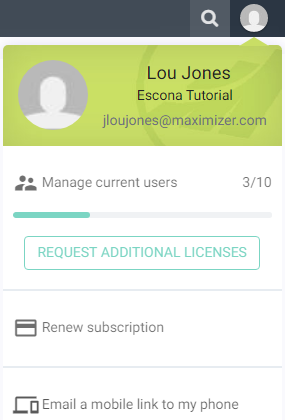 Lou Jones
Escona Tutorial
jloujones@maximizer.com
Manage current users 3/10
REQUEST ADDITIONAL LICENSES
Renew subscription
Email a mobile link to my phone